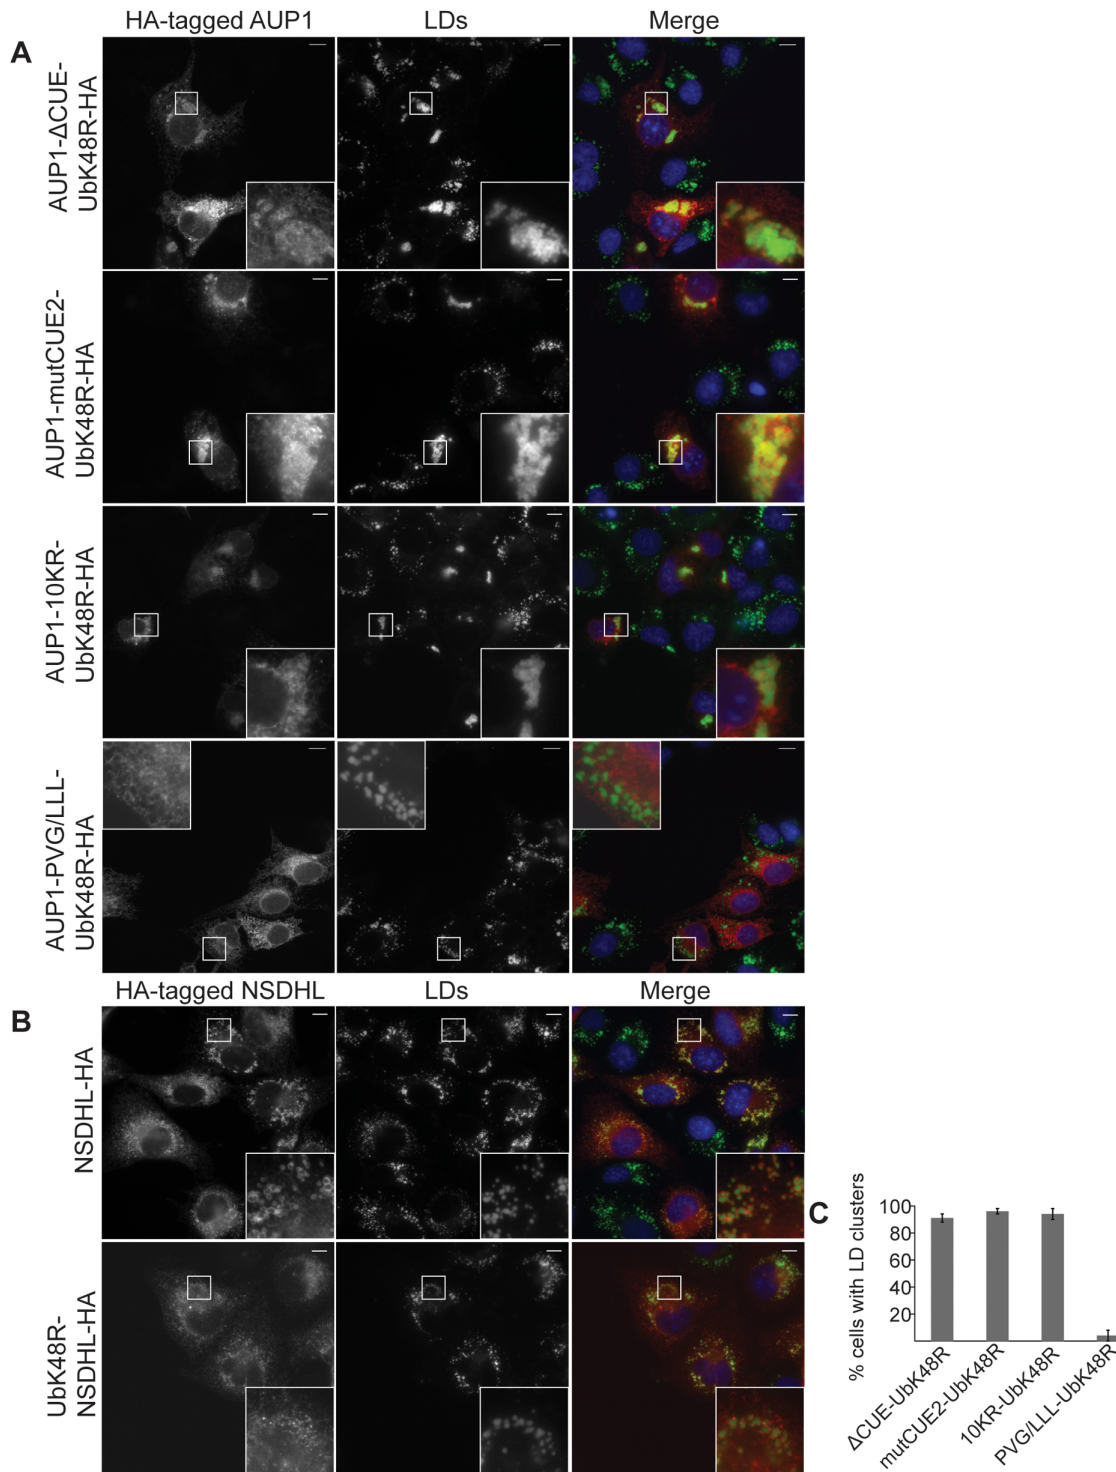 HA-tagged AUP1 LDs Merge
A
AUP1-ΔCUE-
UbK48R-HA
AUP1-mutCUE2-
UbK48R-HA
AUP1-10KR-
UbK48R-HA
AUP1-PVG/LLL-
UbK48R-HA
HA-tagged NSDHL LDs Merge
B
NSDHL-HA
UbK48R-
NSDHL-HA
C
% cells with LD clusters
100
80
60
40
20
ΔCUE-UbK48R
mutCUE2-UbK48R
10KR-UbK48R
PVG/LLL-UbK48R